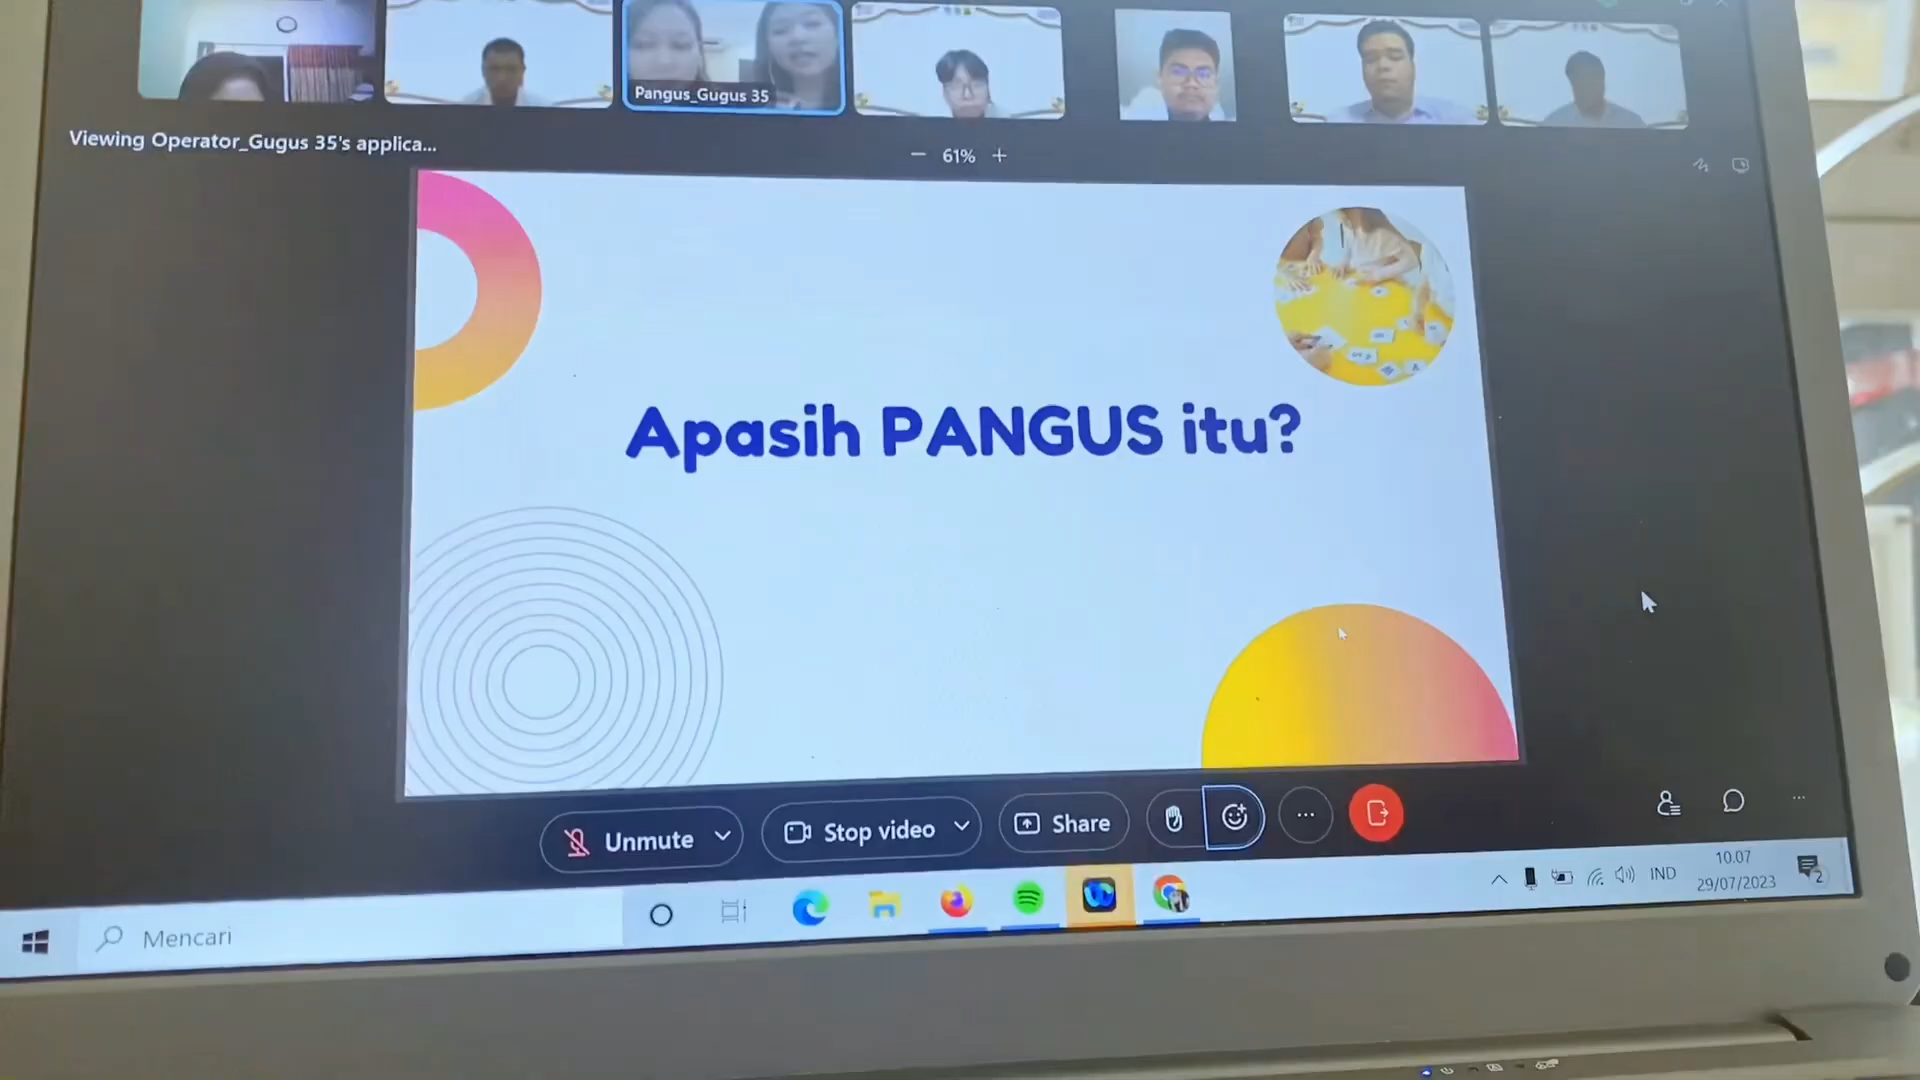 Pangus_Gugus 35
Viewing Operator_Gugus 35's applica...
61%
Apasih PANGUS itu?
Unmute
Stop video
Share
IND
10.07
29/07/2023
2
Mencari